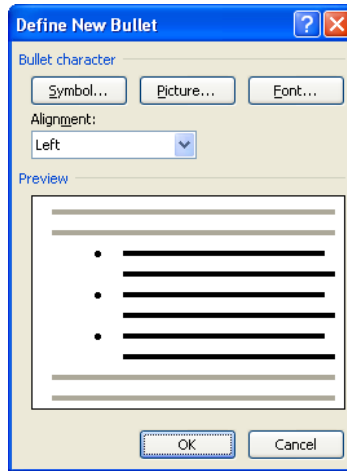 Define New Bullet
Bullet character
Symbol... Picture... Font...
Alignment:
Left
Preview
OK Cancel